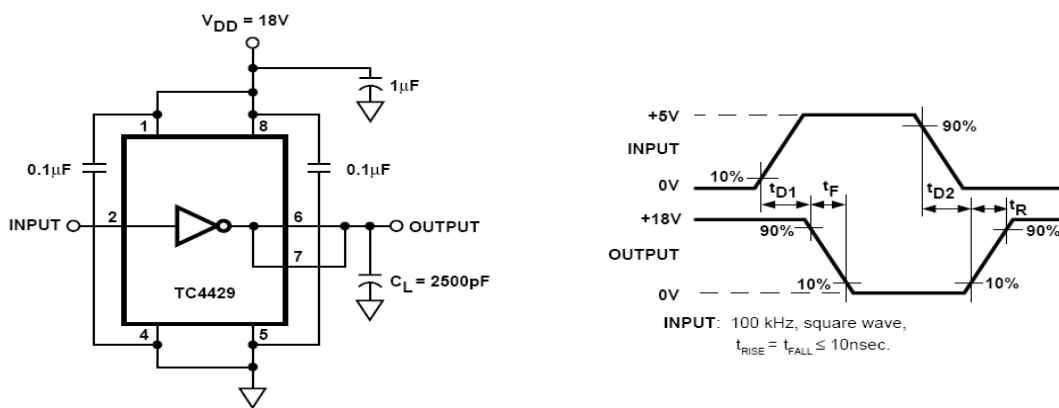 V_DD = 18V
1μF
1
8
0.1μF
0.1μF
INPUT
2
6
OUTPUT
7
C_L = 2500pF
TC4429
4
5
+5V
90%
INPUT
10%
t_D1
t_F
t_D2
0V
t_R
+18V
90%
90%
OUTPUT
10%
10%
0V
INPUT: 100 kHz, square wave,
t_RISE = t_FALL ≤ 10nsec.